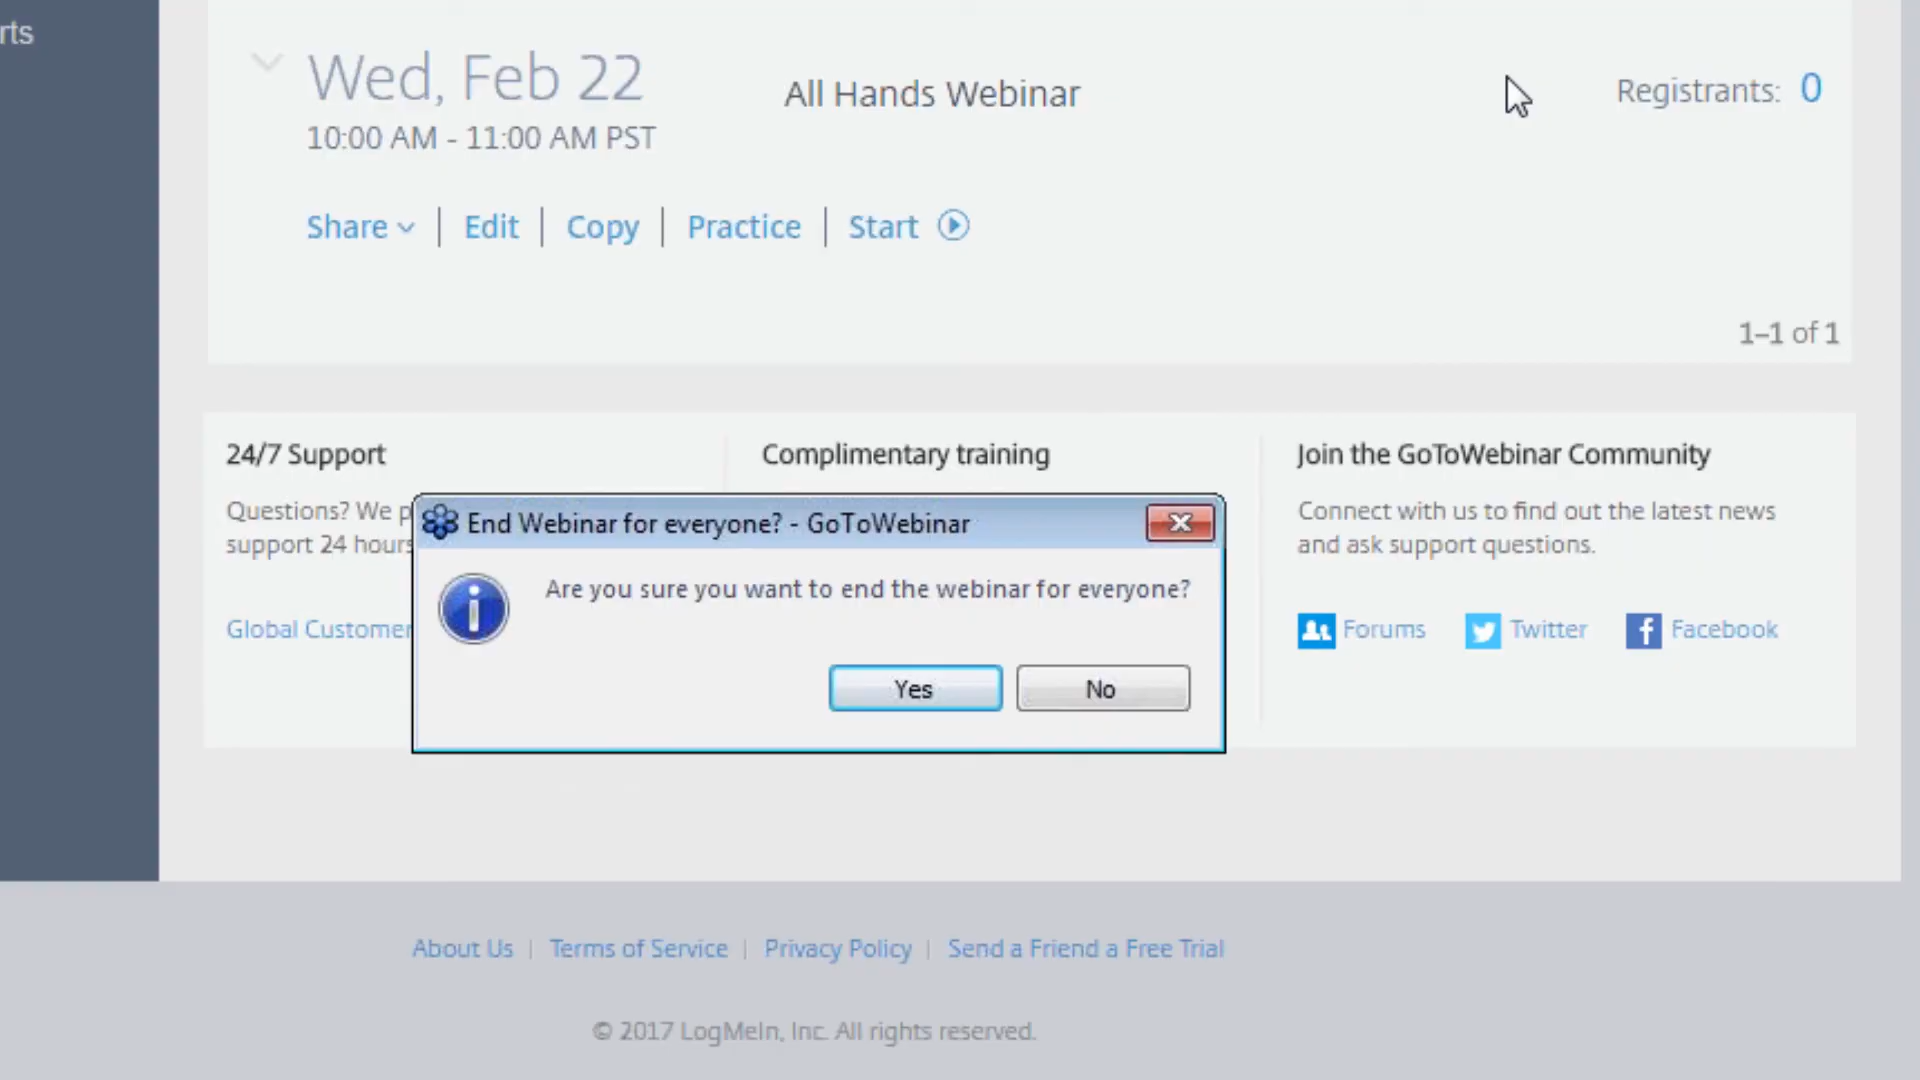 rts
Wed, Feb 22
All Hands Webinar
Registrants: 0
10:00 AM - 11:00 AM PST
Share
Edit
Copy
Practice
Start
1–1 of 1
24/7 Support
Questions? We p
support 24 hours
Global Customer
Complimentary training
Join the GoToWebinar Community
Connect with us to find out the latest news
and ask support questions.
Forums
Twitter
Facebook
End Webinar for everyone? - GoToWebinar
Are you sure you want to end the webinar for everyone?
Yes
No
About Us | Terms of Service | Privacy Policy | Send a Friend a Free Trial
© 2017 LogMeIn, Inc. All rights reserved.